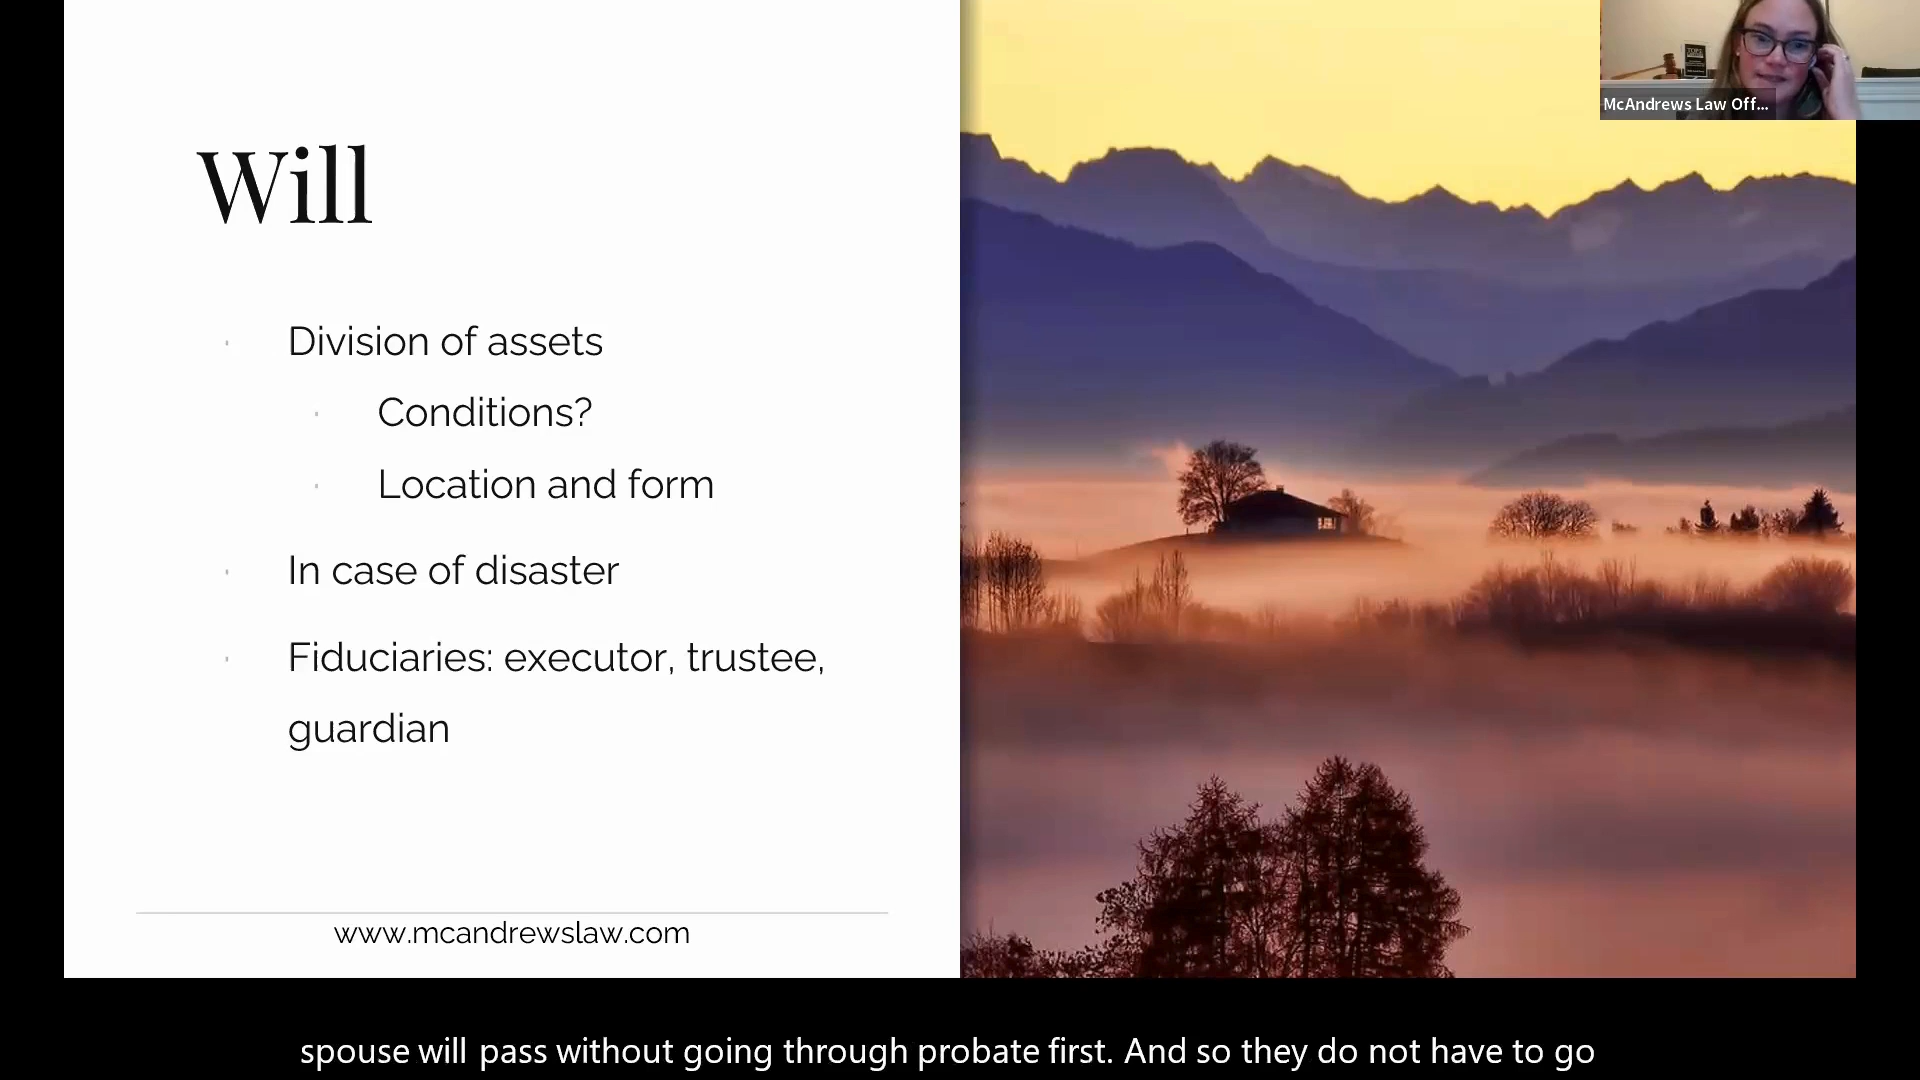 McAndrews Law Off...
Will
Division of assets
Conditions?
Location and form
In case of disaster
Fiduciaries: executor, trustee,
guardian
www.mcandrewslaw.com
spouse will pass without going through probate first. And so they do not have to go